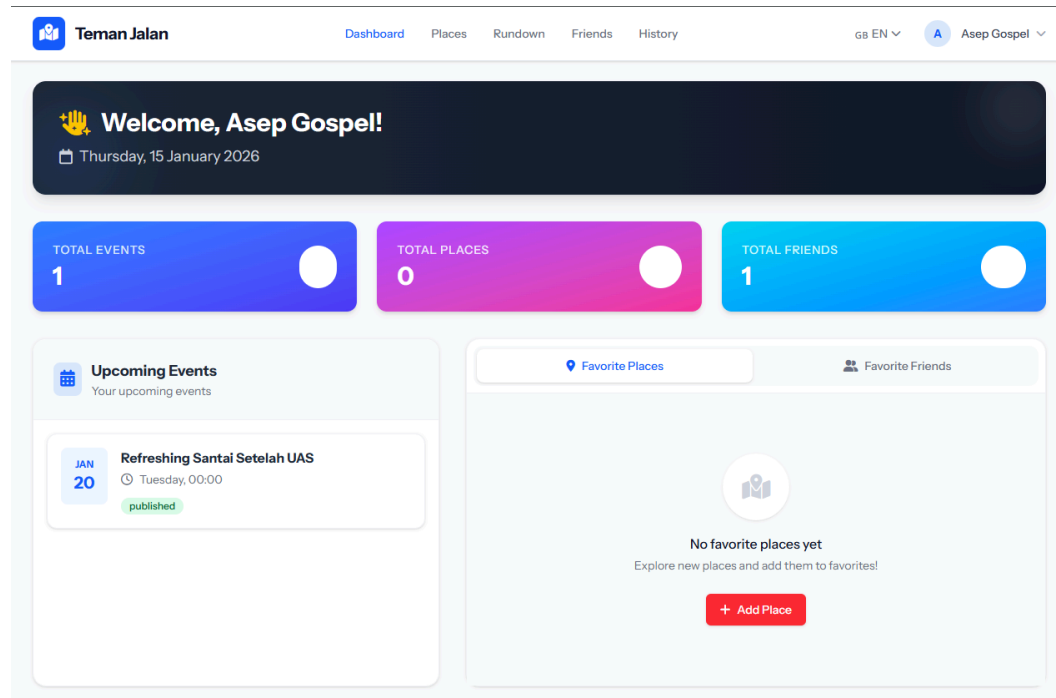 Teman Jalan
Dashboard Places Rundown Friends History
GB EN
A Asep Gospel
Welcome, Asep Gospel!
Thursday, 15 January 2026
TOTAL EVENTS
1
TOTAL PLACES
0
TOTAL FRIENDS
1
Upcoming Events
Your upcoming events
JAN
20
Refreshing Santai Setelah UAS
Tuesday, 00:00
published
Favorite Places
Favorite Friends
No favorite places yet
Explore new places and add them to favorites!
+ Add Place